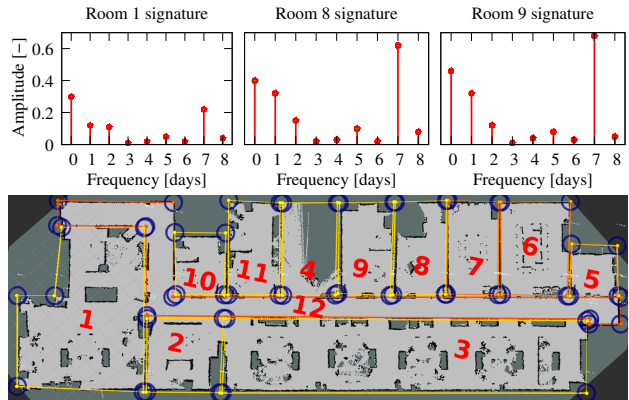 Room 1 signature
Room 8 signature
Room 9 signature
Amplitude [−]
0.6
0.4
0.2
0
0 1 2 3 4 5 6 7 8
0 1 2 3 4 5 6 7 8
0 1 2 3 4 5 6 7 8
Frequency [days]
Frequency [days]
Frequency [days]
10 11 4 9 8 7 6 5
12
1 2 3